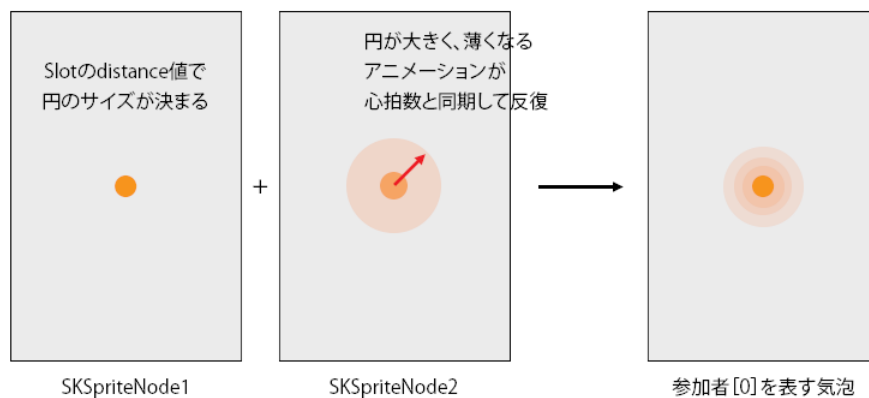 Slotのdistance値で
円のサイズが決まる
円が大きく、薄くなる
アニメーションが
心拍数と同期して反復
+
SKSpriteNode1
SKSpriteNode2
参加者[0]を表す気泡